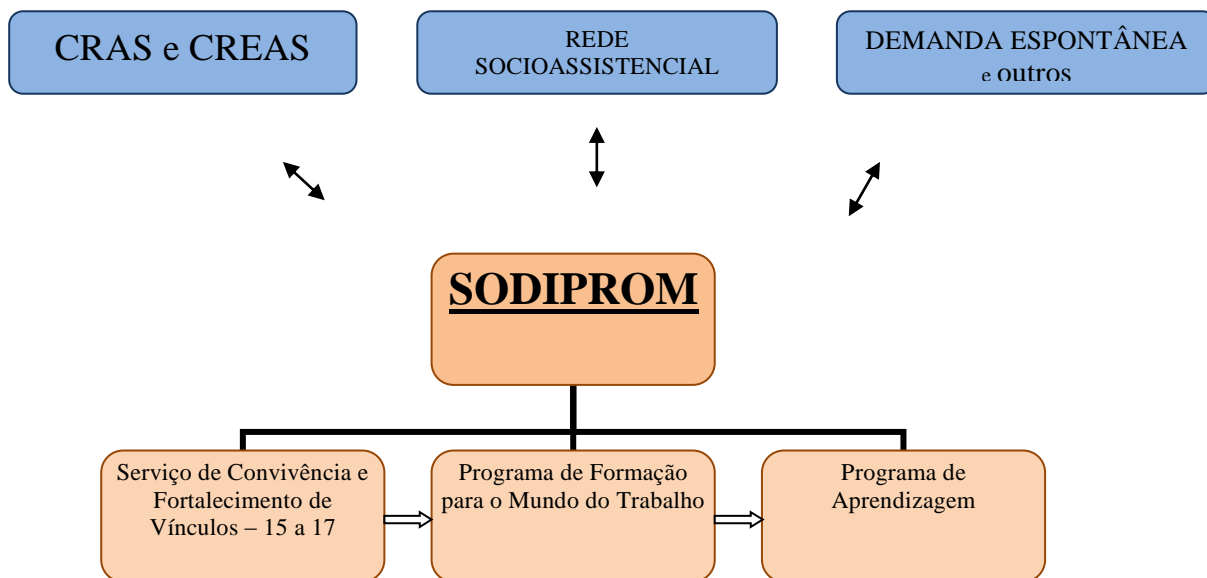 CRAS e CREAS
REDE
SOCIOASSISTENCIAL
DEMANDA ESPONTÂNEA
e outros
SODIPROM
Serviço de Convivência e
Fortalecimento de
Vínculos – 15 a 17
Programa de Formação
para o Mundo do Trabalho
Programa de
Aprendizagem